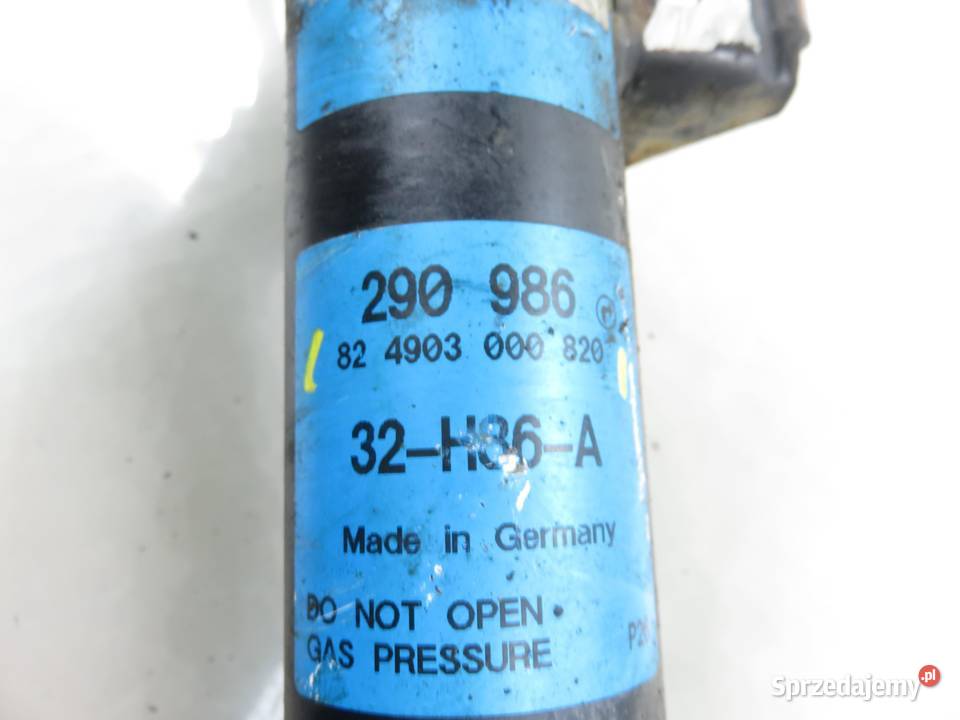 290 986
82 4903 000 820
32-H86-A
Made in Germany
DO NOT OPEN.
GAS PRESSURE
Sprzedajemy.pl